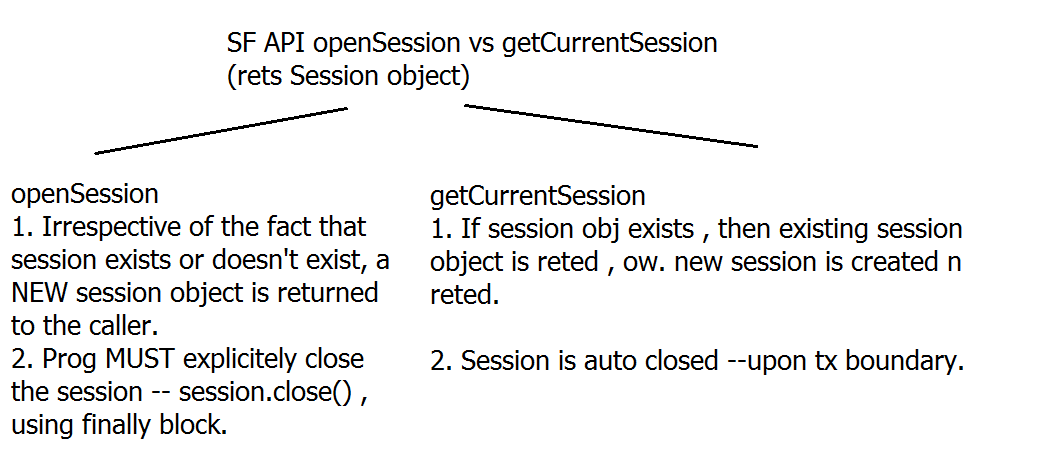 SF API openSession vs getCurrentSession
(rets Session object)
openSession
1. Irrespective of the fact that
session exists or doesn't exist, a
NEW session object is returned
to the caller.
2. Prog MUST explicitely close
the session -- session.close() ,
using finally block.
getCurrentSession
1. If session obj exists , then existing session
object is reted , ow. new session is created n
reted.
2. Session is auto closed --upon tx boundary.